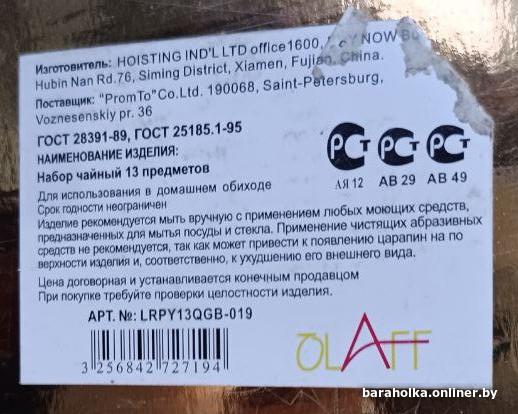 Изготовитель: HOISTING IND'L LTD office1600, NOW
Hubin Nan Rd.76, Siming District, Xiamen, Fujian, China.
Поставщик: "PromTo"Co.Ltd. 190068, Saint-Petersburg,
Voznesenskiy pr. 36
ГОСТ 28391-89, ГОСТ 25185.1-95
НАИМЕНОВАНИЕ ИЗДЕЛИЯ:
Набор чайный 13 предметов
РСТ РСТ РСТ
АЯ 12 АВ 29 АВ 49
Для использования в домашнем обиходе
Срок годности неограничен
Изделие рекомендуется мыть вручную с применением любых моющих средств,
предназначенных для мытья посуды и стекла. Применение чистящих абразивных
средств не рекомендуется, так как может привести к появлению царапин на по
верхности изделия и, соответственно, к ухудшению его внешнего вида.
Цена договорная и устанавливается конечным продавцом
При покупке требуйте проверки целостности изделия.
АРТ. №: LRPY13QGB-019
3 256842 727194
OLAFF
baraholka.onliner.by